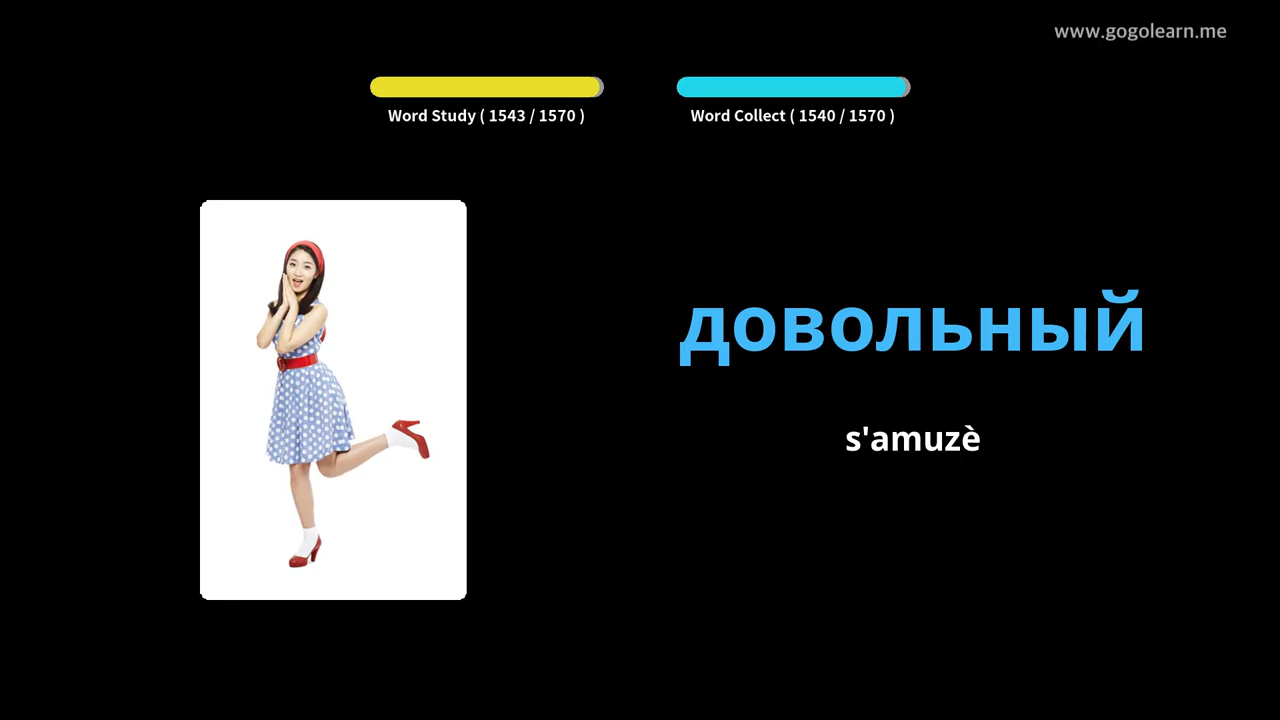 www.gogolearn.me
Word Study ( 1543 / 1570 )
Word Collect ( 1540 / 1570 )
довольный
s'amuzè